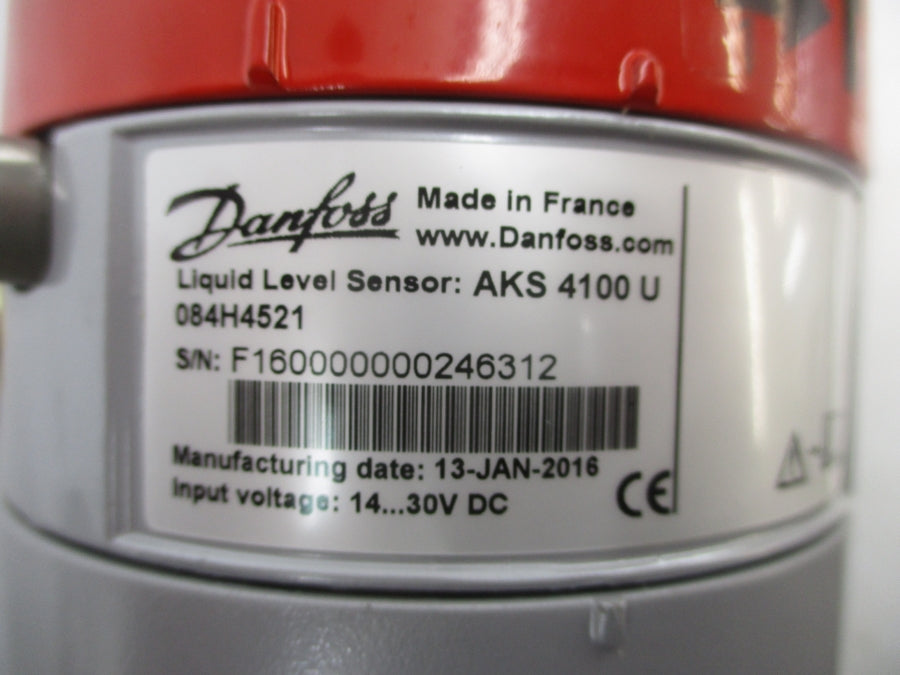 Danfoss
Made in France
www.Danfoss.com
Liquid Level Sensor: AKS 4100 U
084H4521
S/N: F160000000246312
Manufacturing date: 13-JAN-2016
Input voltage: 14...30V DC
CE